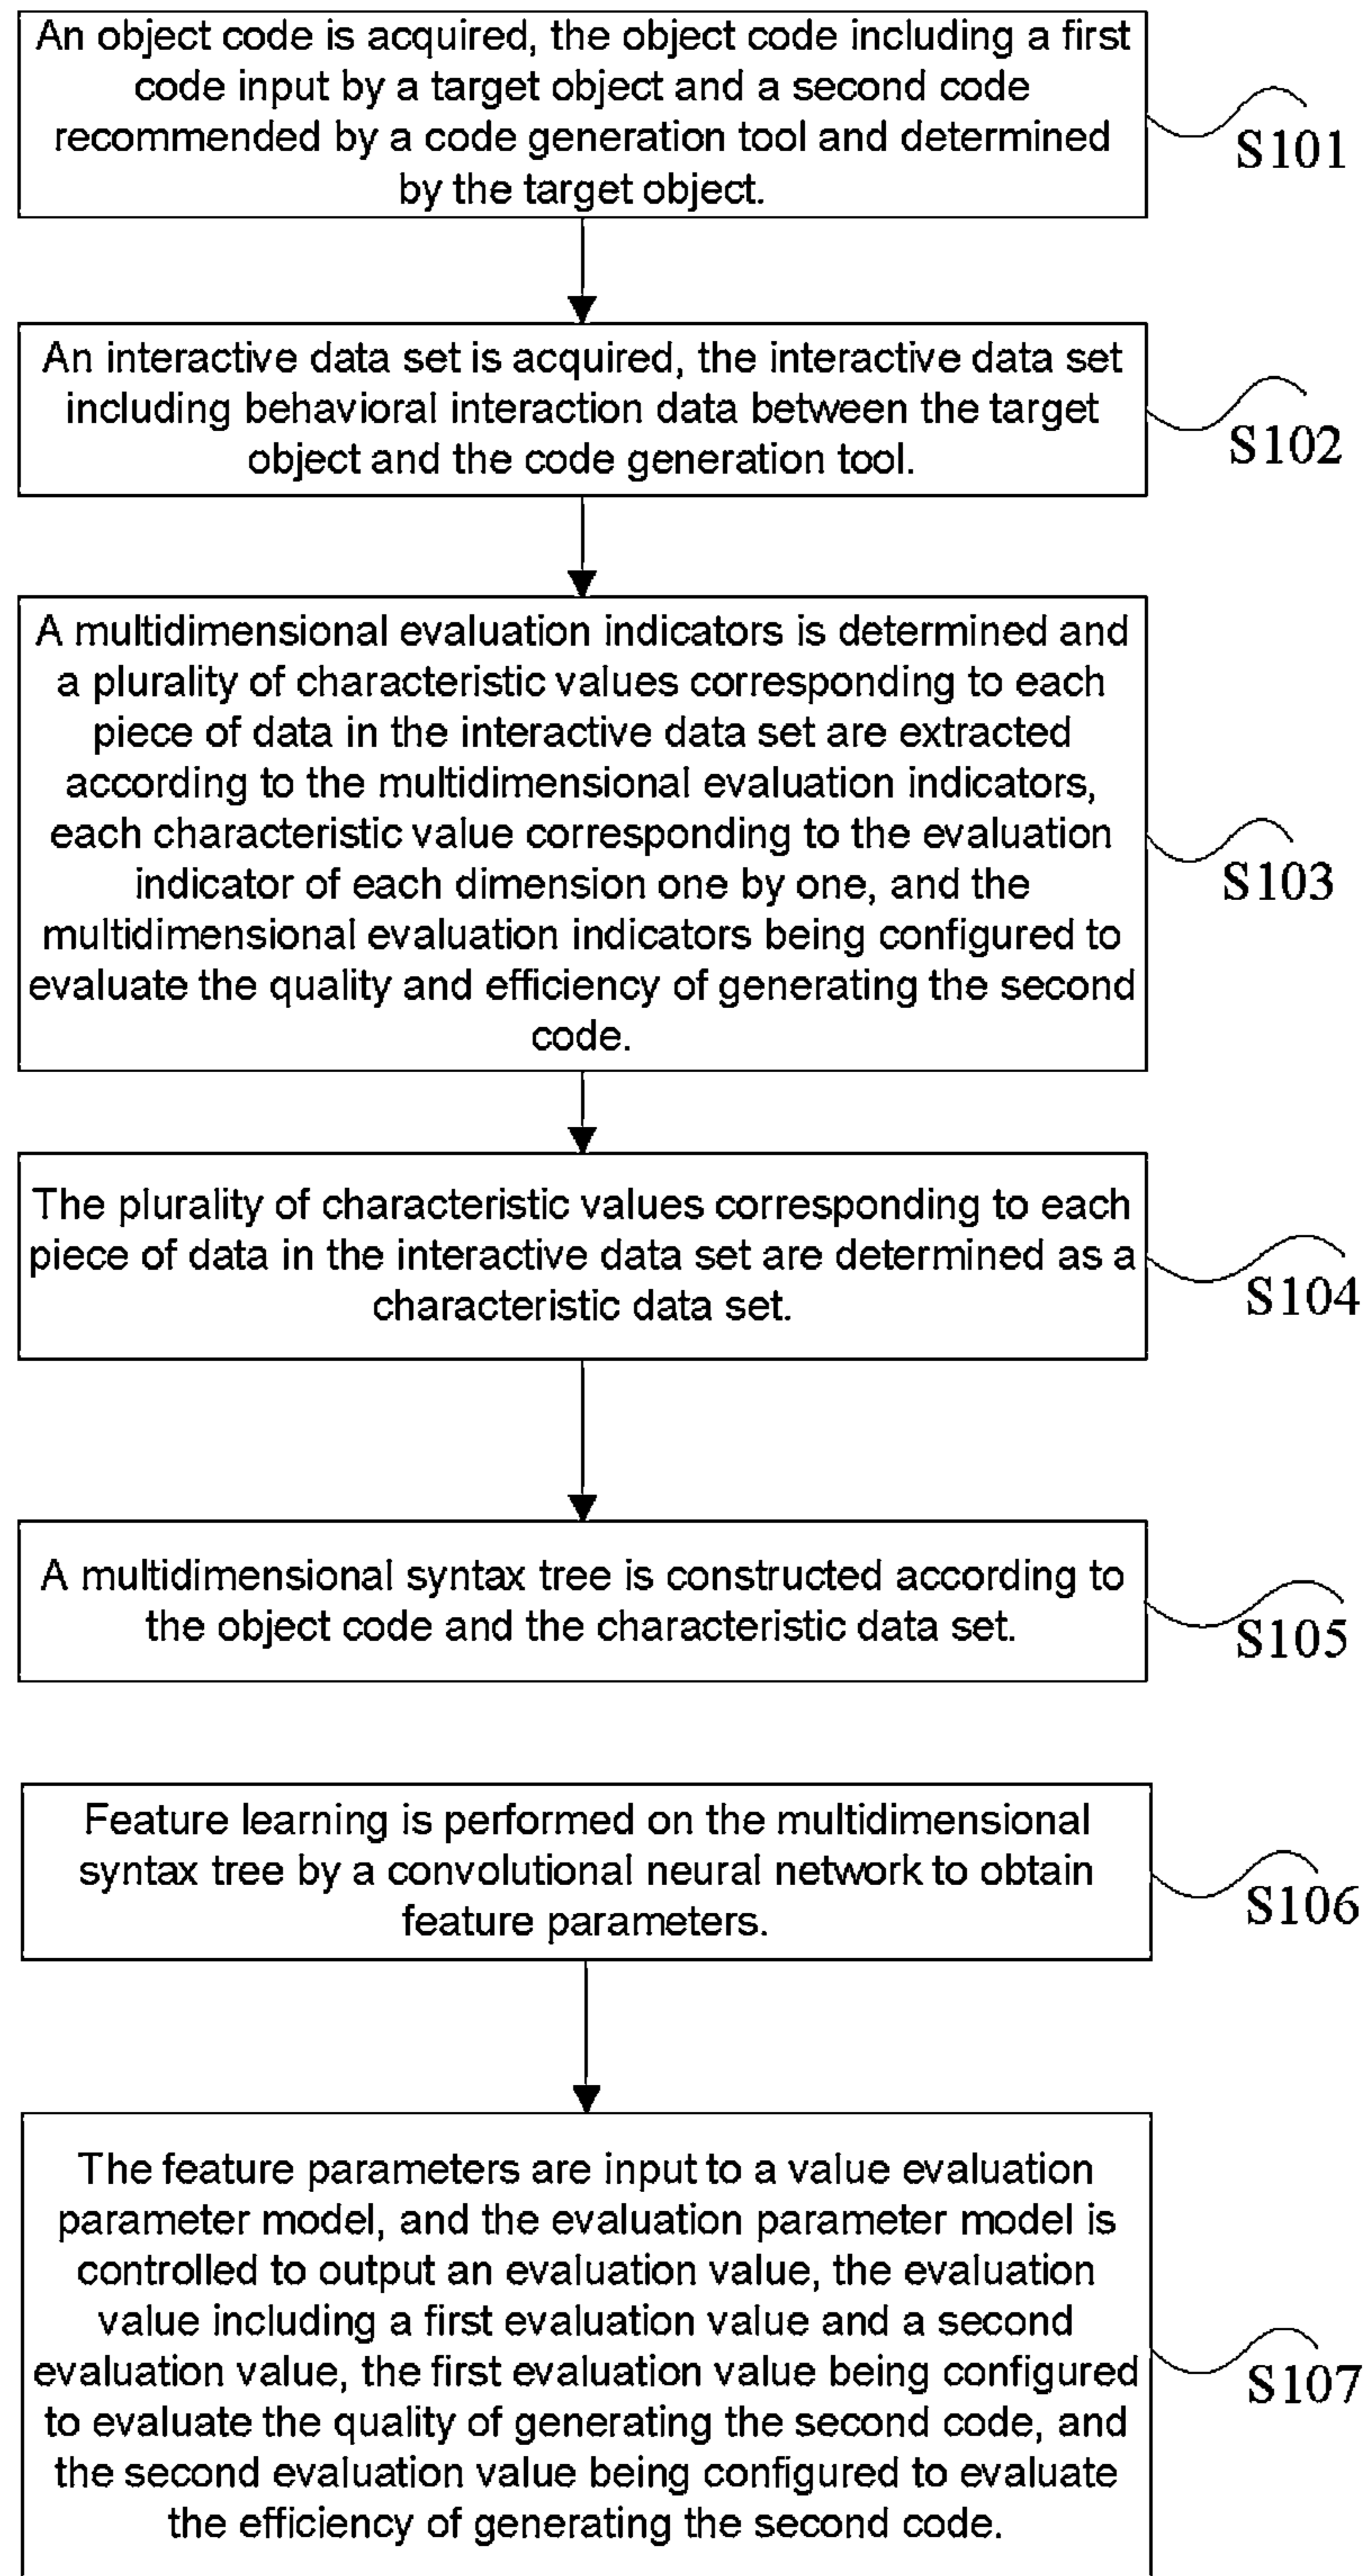 An object code is acquired, the object code including a first
code input by a target object and a second code
recommended by a code generation tool and determined
by the target object.
S101
An interactive data set is acquired, the interactive data set
including behavioral interaction data between the target
object and the code generation tool.
S102
A multidimensional evaluation indicators is determined and
a plurality of characteristic values corresponding to each
piece of data in the interactive data set are extracted
according to the multidimensional evaluation indicators,
each characteristic value corresponding to the evaluation
indicator of each dimension one by one, and the
multidimensional evaluation indicators being configured to
evaluate the quality and efficiency of generating the second
code.
S103
The plurality of characteristic values corresponding to each
piece of data in the interactive data set are determined as a
characteristic data set.
S104
A multidimensional syntax tree is constructed according to
the object code and the characteristic data set.
S105
Feature learning is performed on the multidimensional
syntax tree by a convolutional neural network to obtain
feature parameters.
S106
The feature parameters are input to a value evaluation
parameter model, and the evaluation parameter model is
controlled to output an evaluation value, the evaluation
value including a first evaluation value and a second
evaluation value, the first evaluation value being configured
to evaluate the quality of generating the second code, and
the second evaluation value being configured to evaluate
the efficiency of generating the second code.
S107